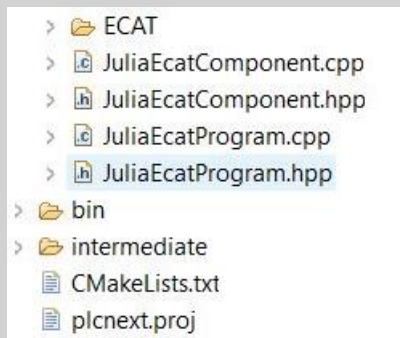 ECAT
JuliaEcatComponent.cpp
JuliaEcatComponent.hpp
JuliaEcatProgram.cpp
JuliaEcatProgram.hpp
bin
intermediate
CMakeLists.txt
plcnext.proj